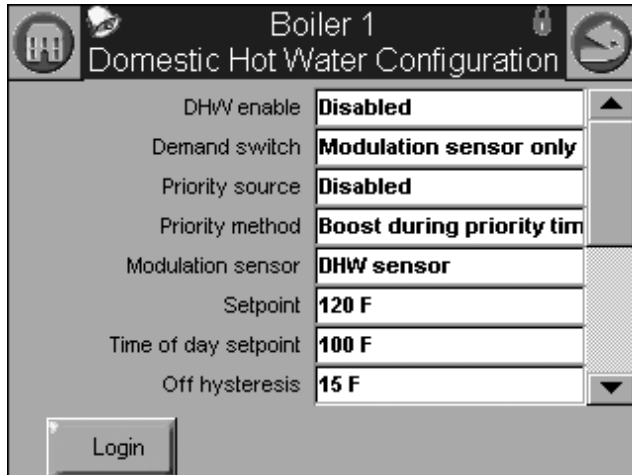 Boiler 1
Domestic Hot Water Configuration
DHW enable Disabled
Demand switch Modulation sensor only
Priority source Disabled
Priority method Boost during priority tim
Modulation sensor DHW sensor
Setpoint 120 F
Time of day setpoint 100 F
Off hysteresis 15 F
Login